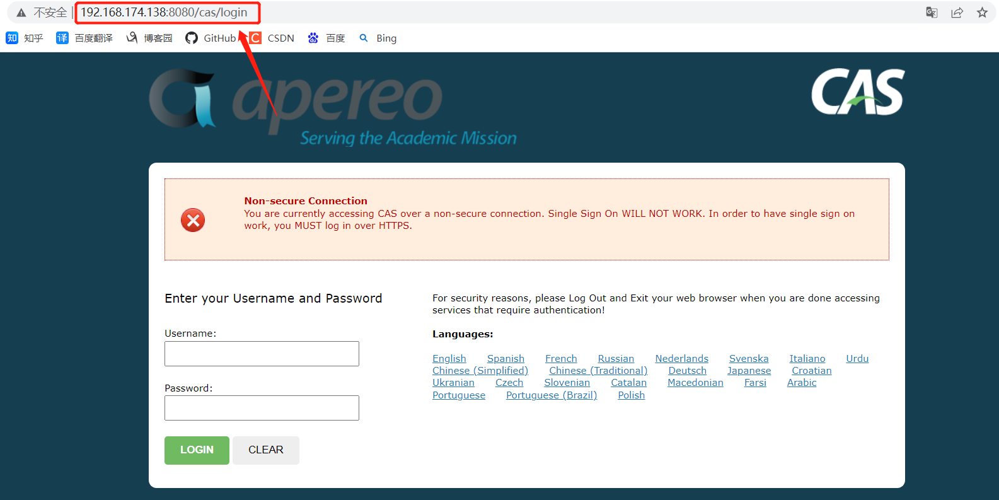 不安全 | 192.168.174.138:8080/cas/login
知 知乎 译 百度翻译 博客园 GitHub C CSDN du 百度 Bing
apereo
Serving the Academic Mission
CAS
Non-secure Connection
You are currently accessing CAS over a non-secure connection. Single Sign On WILL NOT WORK. In order to have single sign on
work, you MUST log in over HTTPS.
Enter your Username and Password
Username:
Password:
LOGIN CLEAR
For security reasons, please Log Out and Exit your web browser when you are done accessing
services that require authentication!
Languages:
English Spanish French Russian Nederlands Svenska Italiano Urdu
Chinese (Simplified) Chinese (Traditional) Deutsch Japanese Croatian
Ukranian Czech Slovenian Catalan Macedonian Farsi Arabic
Portuguese Portuguese (Brazil) Polish